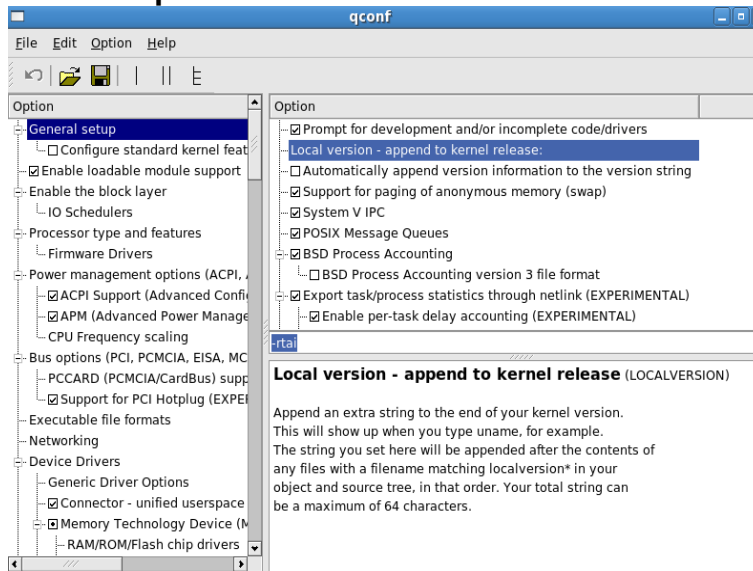 qconf
File Edit Option Help
Option
General setup
Configure standard kernel feat
Enable loadable module support
Enable the block layer
IO Schedulers
Processor type and features
Firmware Drivers
Power management options (ACPI,
ACPI Support (Advanced Confi
APM (Advanced Power Manage
CPU Frequency scaling
Bus options (PCI, PCMCIA, EISA, MC
PCCARD (PCMCIA/CardBus) supp
Support for PCI Hotplug (EXPE
Executable file formats
Networking
Device Drivers
Generic Driver Options
Connector - unified userspace
Memory Technology Device (M
RAM/ROM/Flash chip drivers
Option
Prompt for development and/or incomplete code/drivers
Local version - append to kernel release:
Automatically append version information to the version string
Support for paging of anonymous memory (swap)
System V IPC
POSIX Message Queues
BSD Process Accounting
BSD Process Accounting version 3 file format
Export task/process statistics through netlink (EXPERIMENTAL)
Enable per-task delay accounting (EXPERIMENTAL)
-rtai
Local version - append to kernel release (LOCALVERSION)
Append an extra string to the end of your kernel version.
This will show up when you type uname, for example.
The string you set here will be appended after the contents of
any files with a filename matching localversion* in your
object and source tree, in that order. Your total string can
be a maximum of 64 characters.